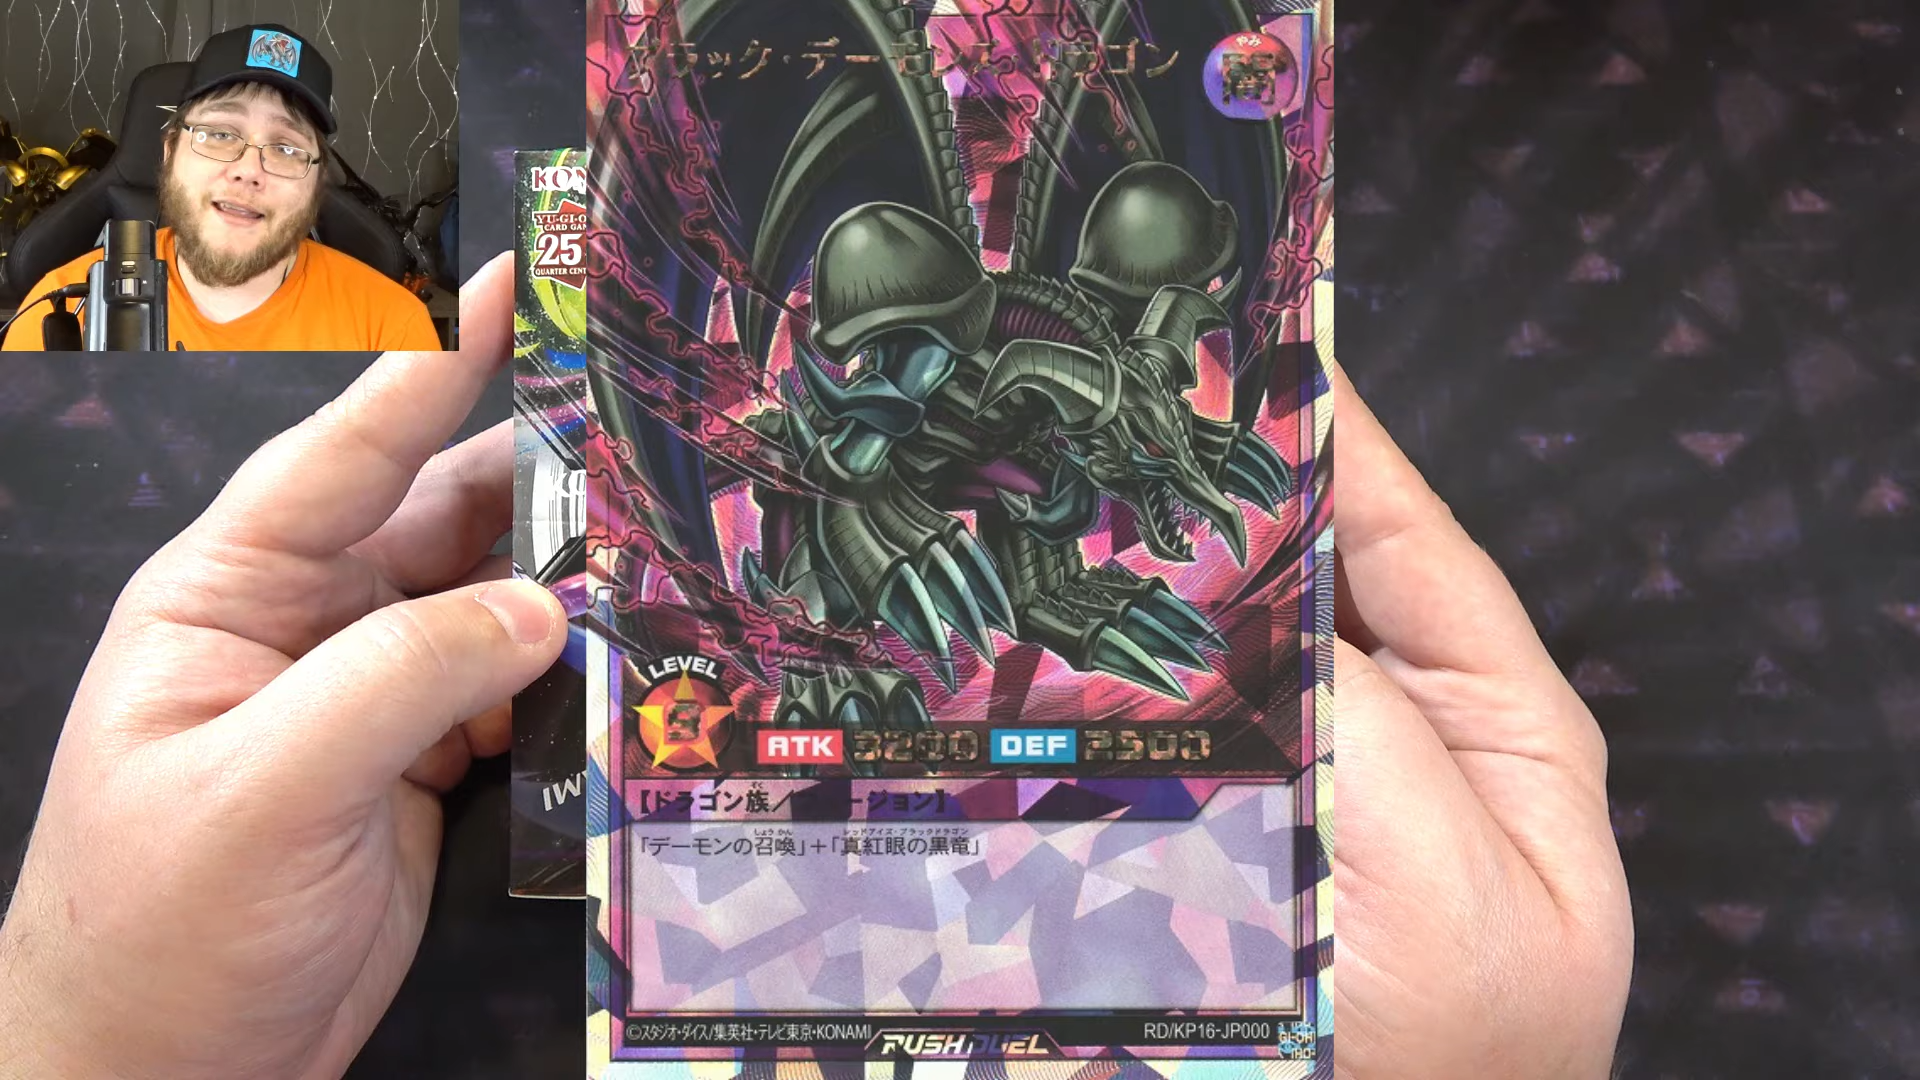 KON
YU-GI-O
CARD GAM
25
QUARTER CENT
ブラック・デーモンズ・ドラゴン
やみ
闇
LEVEL
9
ATK 3200 DEF 2500
【ドラゴン族／フュージョン】
ぞく
「デーモンの召喚」＋「真紅眼の黒竜」
しょうかん
レッドアイズ・ブラックドラゴン
©スタジオ・ダイス/集英社・テレビ東京・KONAMI
RUSH DUEL
RD/KP16-JP000